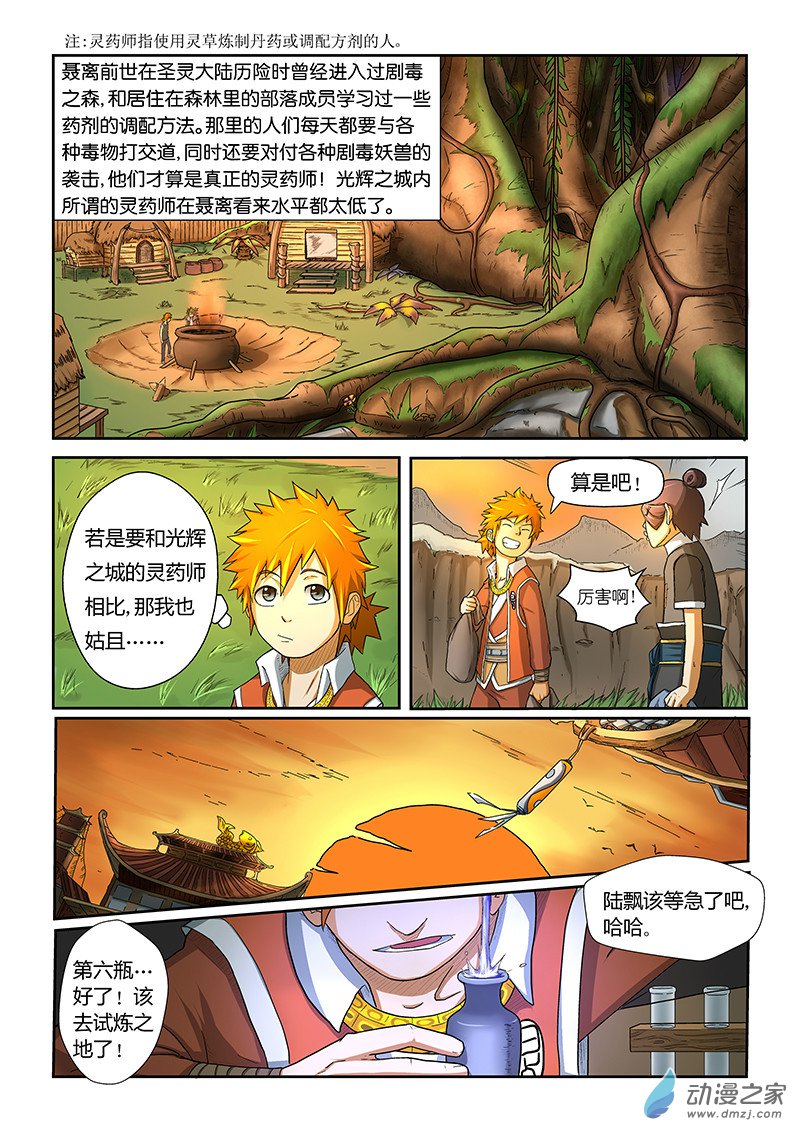 注:灵药师指使用灵草炼制丹药或调配方剂的人。
聂离前世在圣灵大陆历险时曾经进入过剧毒
之森,和居住在森林里的部落成员学习过一些
药剂的调配方法。那里的人们每天都要与各
种毒物打交道,同时还要对付各种剧毒妖兽的
袭击,他们才算是真正的灵药师！光辉之城内
所谓的灵药师在聂离看来水平都太低了。
若是要和光辉
之城的灵药师
相比,那我也
姑且……
算是吧！
厉害啊！
陆飘该等急了吧,
哈哈。
第六瓶…
好了！该
去试炼之
地了！
动漫之家
www.dmzj.com